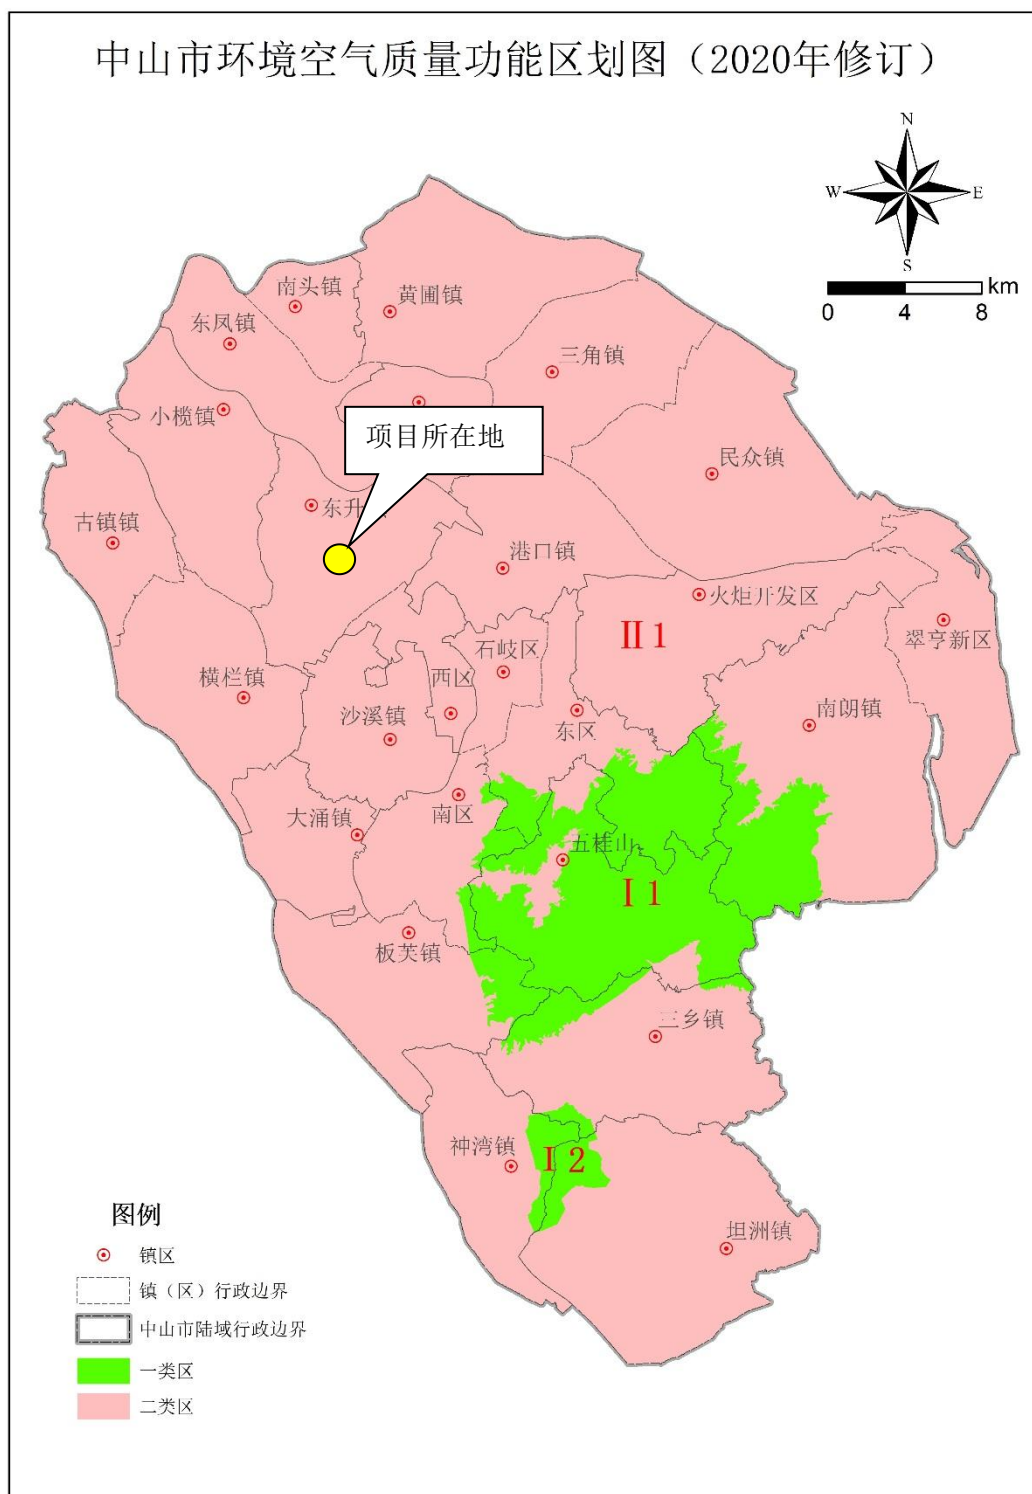 中山市环境空气质量功能区划图（2020年修订）
N
W
E
S
km
0 4 8
南头镇
黄圃镇
东凤镇
三角镇
小榄镇
项目所在地
民众镇
东升
古镇镇
港口镇
火炬开发区
翠亨新区
Ⅱ1
石岐区
西区
横栏镇
沙溪镇
东区
南朗镇
南区
大涌镇
五桂山
Ⅰ1
板芙镇
三乡镇
神湾镇
Ⅰ2
坦洲镇
图例
镇区
镇（区）行政边界
中山市陆域行政边界
一类区
二类区